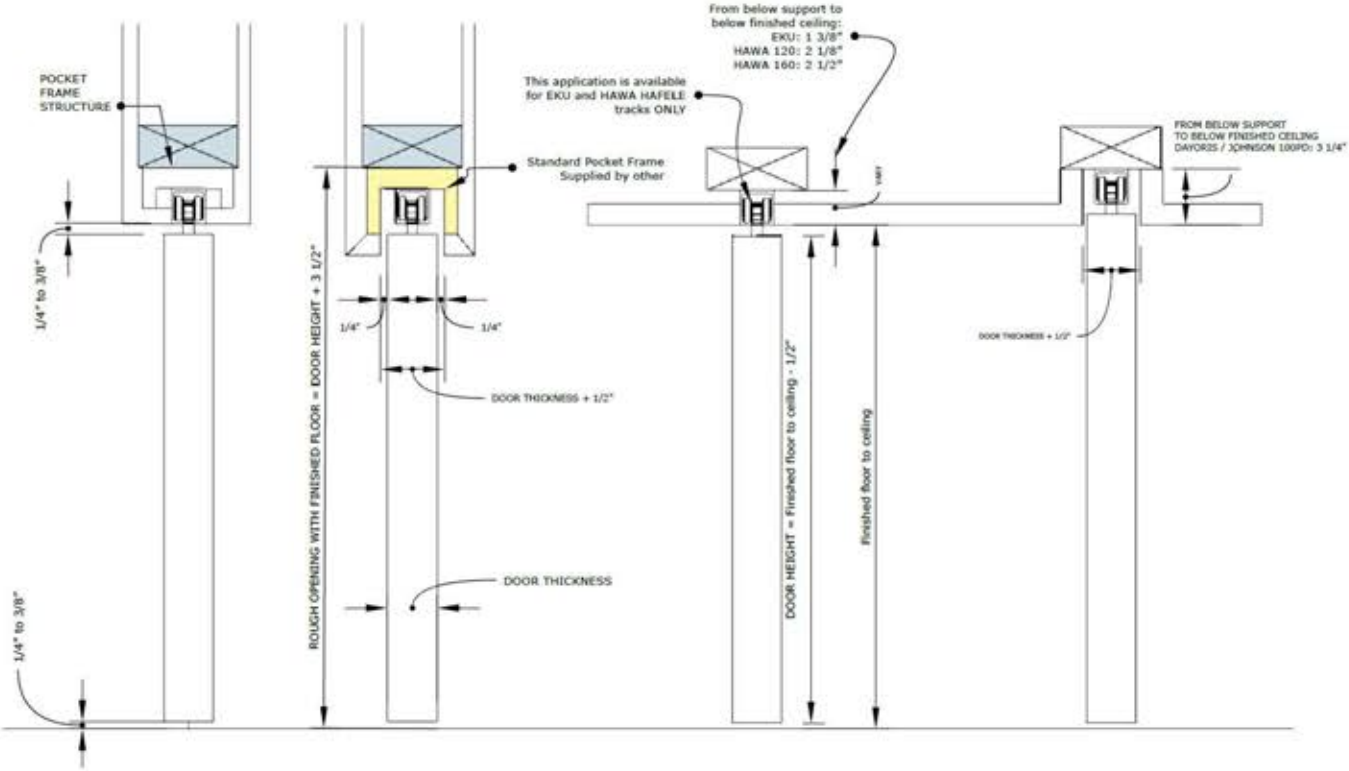 POCKET
FRAME
STRUCTURE
1/4" to 3/8"
1/4" to 3/8"
ROUGH OPENING WITH FINISHED FLOOR = DOOR HEIGHT + 3 1/2"
Standard Pocket Frame
Supplied by other
1/4"
1/4"
DOOR THICKNESS + 1/2"
DOOR THICKNESS
This application is available
for EKU and HAWA HAFELE
tracks ONLY
From below support to
below finished ceiling:
EKU: 1 3/8"
HAWA 120: 2 1/8"
HAWA 160: 2 1/2"
VARY
DOOR HEIGHT = Finished floor to ceiling - 1/2"
Finished floor to ceiling
FROM BELOW SUPPORT
TO BELOW FINISHED CEILING
DAYORIS / JOHNSON 100PD: 3 1/4"
DOOR THICKNESS + 1/2"